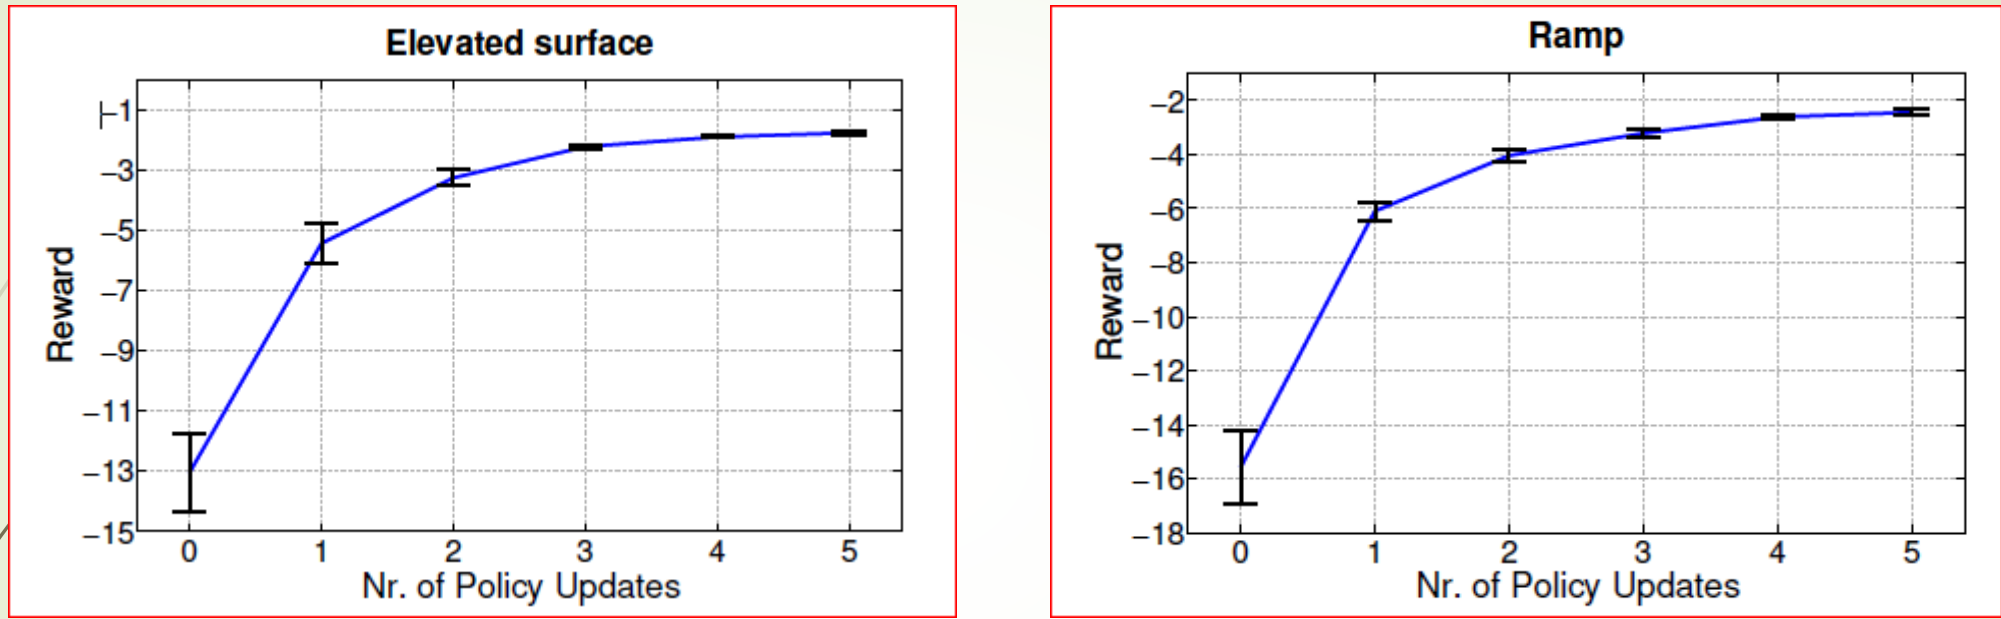 Elevated surface
−1
−3
−5
−7
−9
−11
−13
−15
Reward
0 1 2 3 4 5
Nr. of Policy Updates
Ramp
−2
−4
−6
−8
−10
−12
−14
−16
−18
Reward
0 1 2 3 4 5
Nr. of Policy Updates